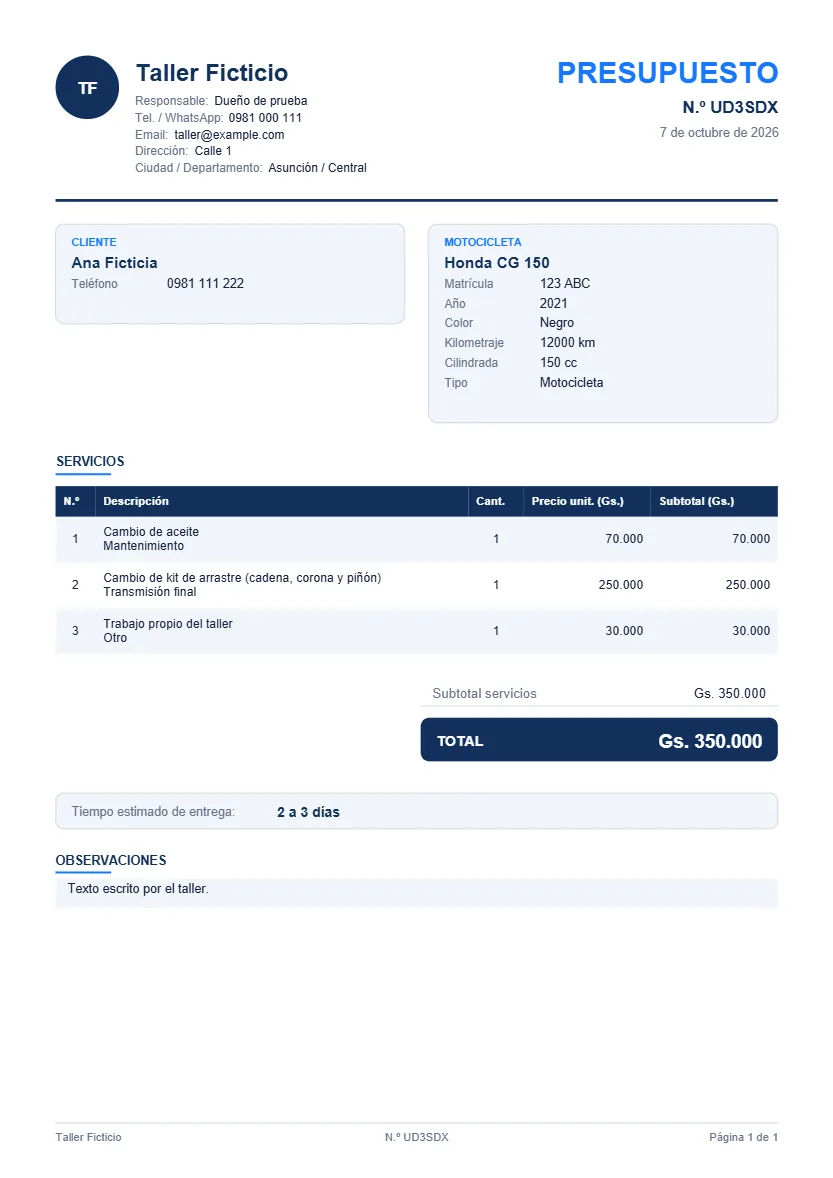 TF
Taller Ficticio
Responsable: Dueño de prueba
Tel. / WhatsApp: 0981 000 111
Email: taller@example.com
Dirección: Calle 1
Ciudad / Departamento: Asunción / Central
PRESUPUESTO
N.º UD3SDX
7 de octubre de 2026
CLIENTE
Ana Ficticia
Teléfono 0981 111 222
MOTOCICLETA
Honda CG 150
Matrícula 123 ABC
Año 2021
Color Negro
Kilometraje 12000 km
Cilindrada 150 cc
Tipo Motocicleta
SERVICIOS
N.º Descripción Cant. Precio unit. (Gs.) Subtotal (Gs.)
1 Cambio de aceite 1 70.000 70.000
Mantenimiento
2 Cambio de kit de arrastre (cadena, corona y piñón) 1 250.000 250.000
Transmisión final
3 Trabajo propio del taller 1 30.000 30.000
Otro
Subtotal servicios Gs. 350.000
TOTAL Gs. 350.000
Tiempo estimado de entrega: 2 a 3 días
OBSERVACIONES
Texto escrito por el taller.
Taller Ficticio N.º UD3SDX Página 1 de 1